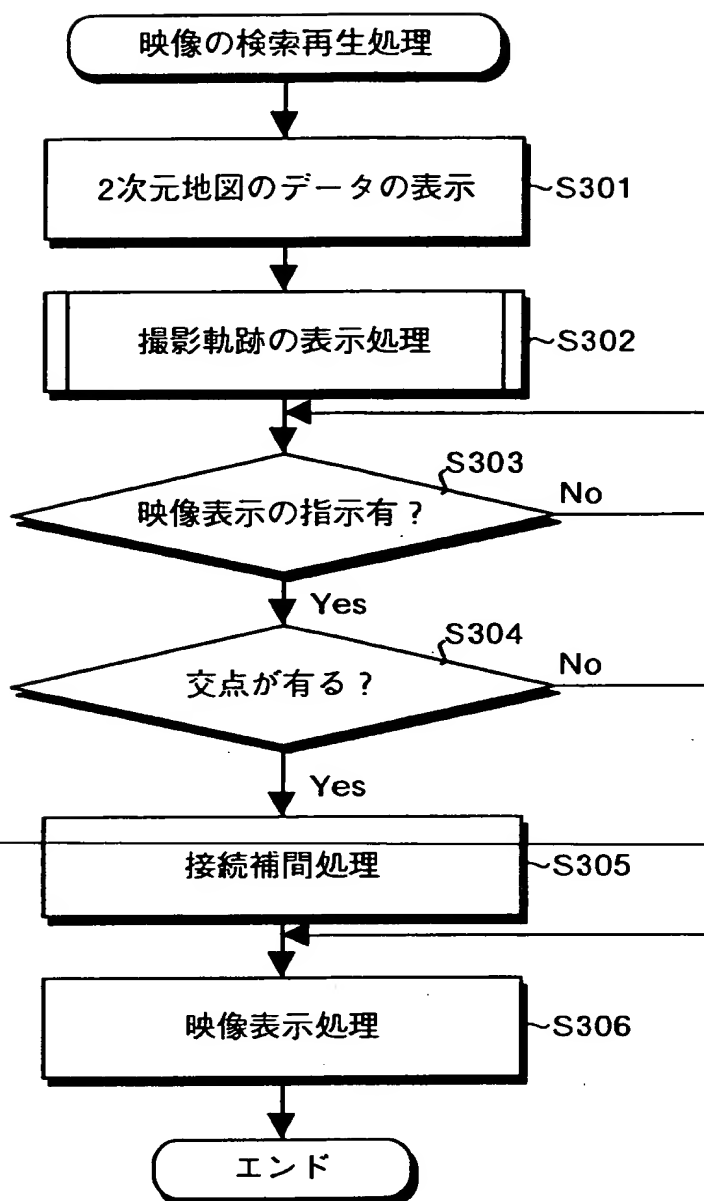 映像の検索再生処理
2次元地図のデータの表示
S301
撮影軌跡の表示処理
S302
S303
映像表示の指示有?
No
Yes
S304
交点が有る?
No
Yes
接続補間処理
S305
映像表示処理
S306
エンド